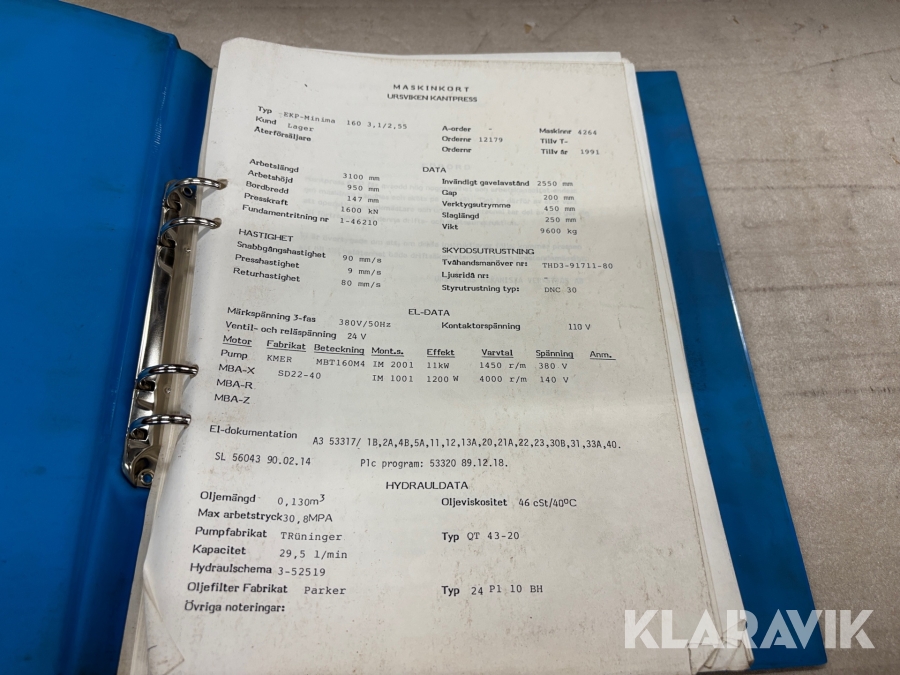 MASKINKORT
URSVIKEN KANTPRESS
Typ EKP-Minima 160 3,1/2,55
Kund Lager A-order - Maskinnr 4264
Återförsäljare Ordernr 12179 Tillv T-
Ordernr Tillv år 1991
DATA
Arbetslängd 3100 mm Invändigt gavelavstånd 2550 mm
Arbetshöjd 950 mm Gap 200 mm
Bordbredd 147 mm Verktygsutrymme 450 mm
Presskraft 1600 kN Slaglängd 250 mm
Fundamentritning nr 1-46210 Vikt 9600 kg
HASTIGHET SKYDDSUTRUSTNING
Snabbgångshastighet 90 mm/s Tvåhandsmanöver nr: THD3-91711-80
Presshastighet 9 mm/s Ljusridå nr: -
Returhastighet 80 mm/s Styrutrustning typ: DNC 30
EL-DATA
Märkspänning 3-fas 380V/50Hz Kontaktorspänning 110 V
Ventil- och reläspänning 24 V
Motor Fabrikat Beteckning Mont.s. Effekt Varvtal Spänning Anm.
Pump KMER MBT160M4 IM 2001 11kW 1450 r/m 380 V
MBA-X SD22-40 IM 1001 1200 W 4000 r/m 140 V
MBA-R
MBA-Z
El-dokumentation A3 53317/ 1B,2A,4B,5A,11,12,13A,20,21A,22,23,30B,31,33A,40.
SL 56043 90.02.14 Plc program: 53320 89.12.18.
HYDRAULDATA
Oljemängd 0,130m3 Oljeviskositet 46 cSt/40°C
Max arbetstryck 30,8MPA
Pumpfabrikat TRüninger Typ QT 43-20
Kapacitet 29,5 l/min
Hydraulschema 3-52519
Oljefilter Fabrikat Parker Typ 24 P1 10 BH
Övriga noteringar:
KLARAVIK